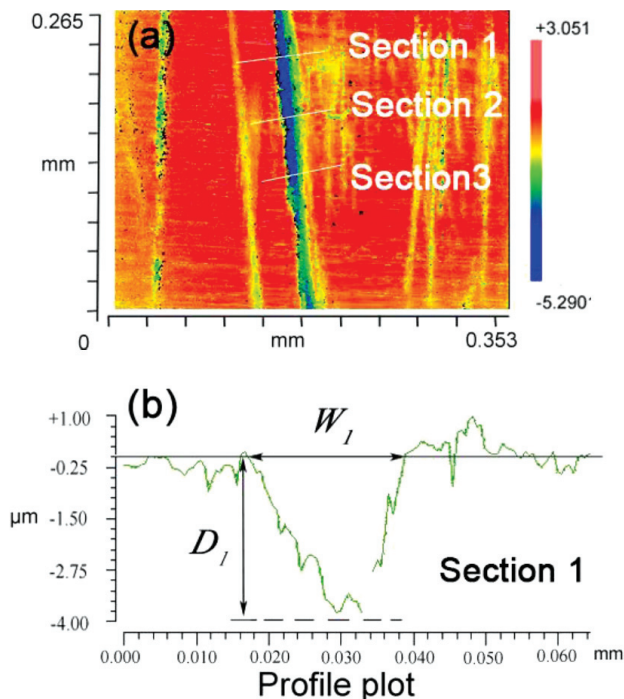 0.265
(a)
Section 1
Section 2
Section3
mm
0
mm
0.353
+3.051
-5.290
(b)
+1.00
-0.25
-1.50
-2.75
-4.00
µm
W1
D1
Section 1
0.000 0.020 0.030 0.040 0.050 0.060 mm
Profile plot